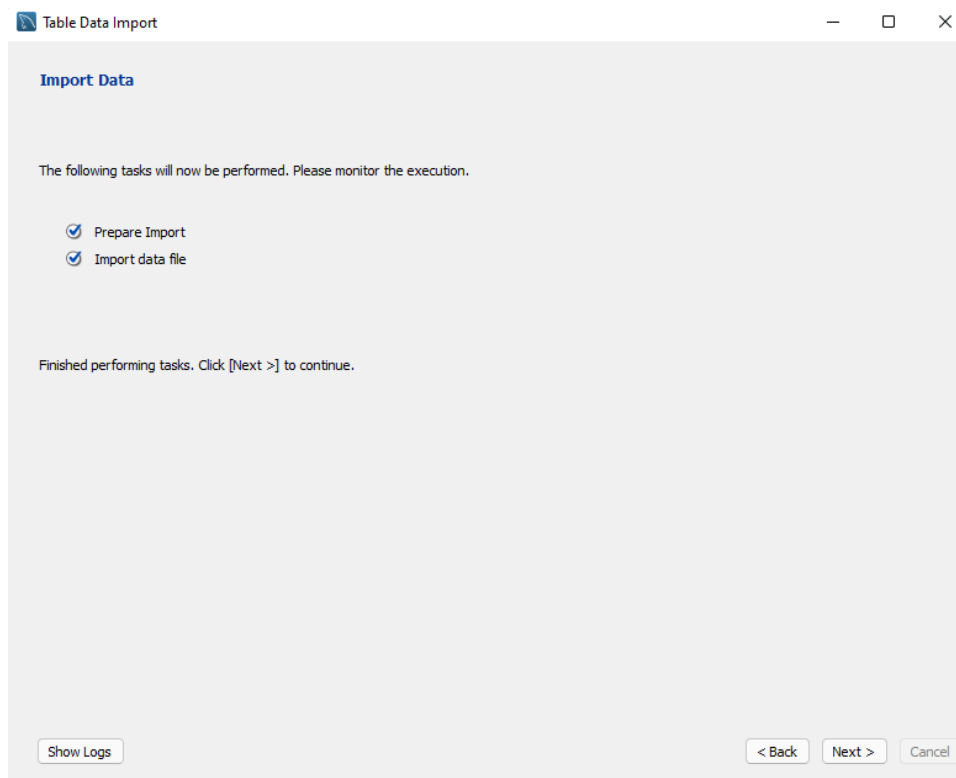 Table Data Import
Import Data
The following tasks will now be performed. Please monitor the execution.
Prepare Import
Import data file
Finished performing tasks. Click [Next >] to continue.
Show Logs
< Back
Next >
Cancel